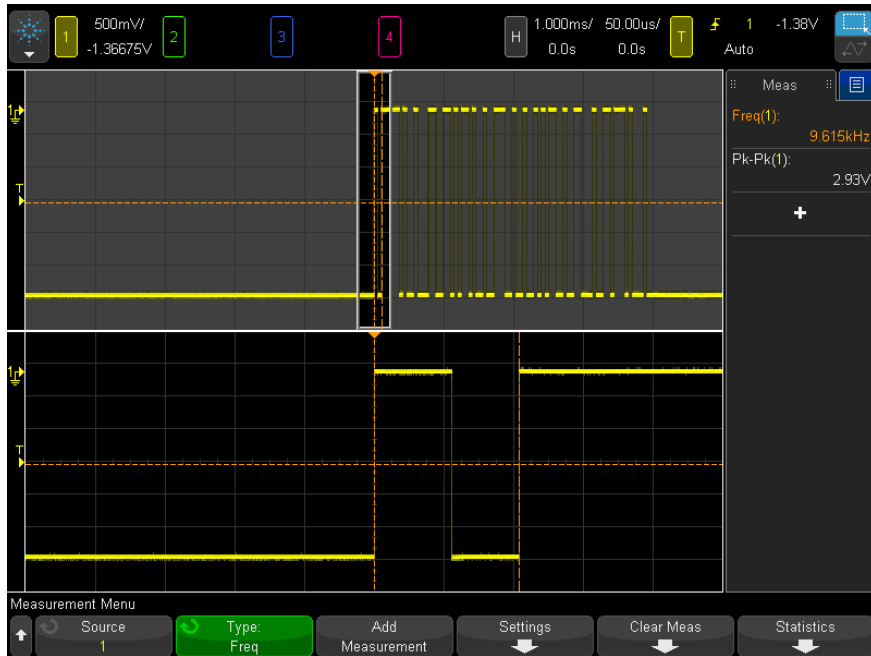 1 500mV/ -1.36675V 2 3 4 H 1.000ms/ 0.0s 50.00us/ 0.0s T 1 -1.38V Auto
Meas
Freq(1):
9.615kHz
Pk-Pk(1):
2.93V
+
1
T
1
T
Measurement Menu
Source
1
Type:
Freq
Add
Measurement
Settings
Clear Meas
Statistics